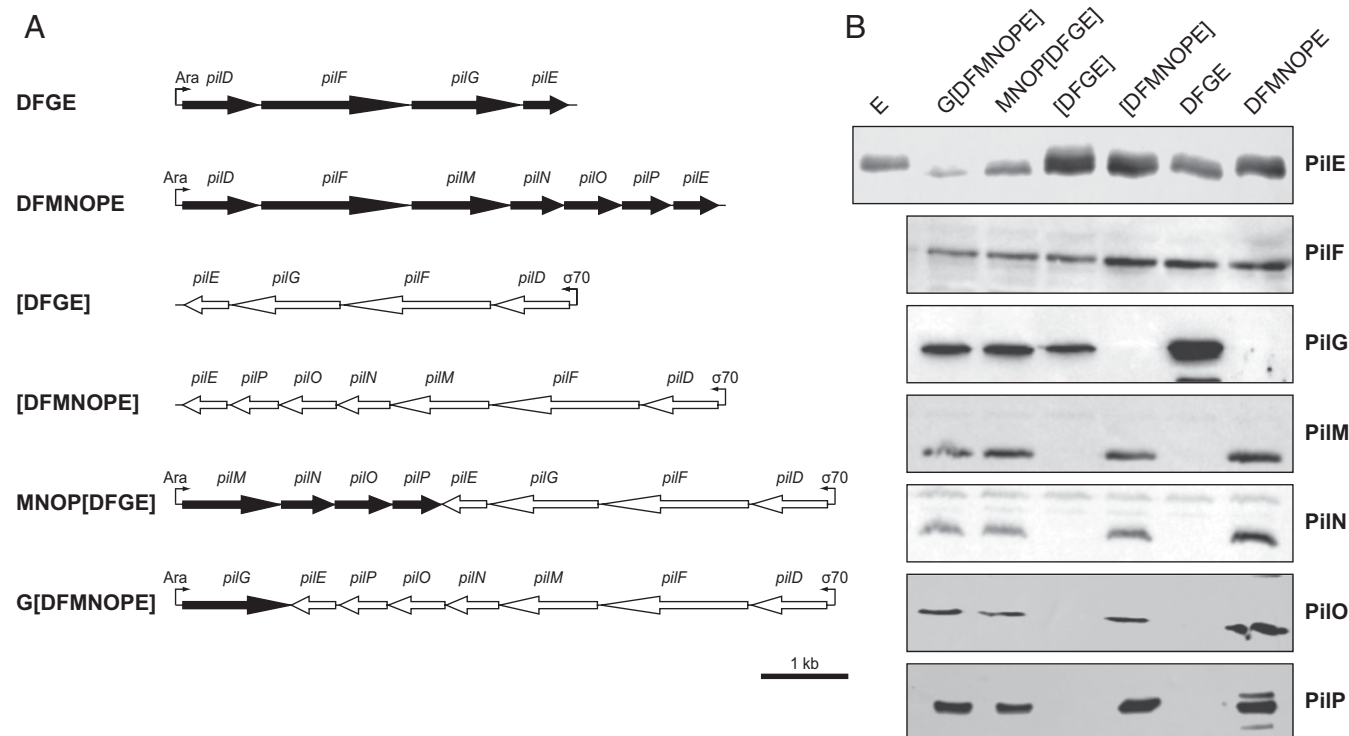 A
Ara pilD pilF pilG pilE
DFGE
Ara pilD pilF pilM pilN pilO pilP pilE
DFMNOPE
pilE pilG pilF pilD σ70
[DFGE]
pilE pilP pilO pilN pilM pilF pilD σ70
[DFMNOPE]
Ara pilM pilN pilO pilP pilE pilG pilF pilD σ70
MNOP[DFGE]
Ara pilG pilE pilP pilO pilN pilM pilF pilD σ70
G[DFMNOPE]
1 kb
B
E G[DFMNOPE] MNOP[DFGE] [DFGE] [DFMNOPE] DFGE DFMNOPE
PilE
PilF
PilG
PilM
PilN
PilO
PilP